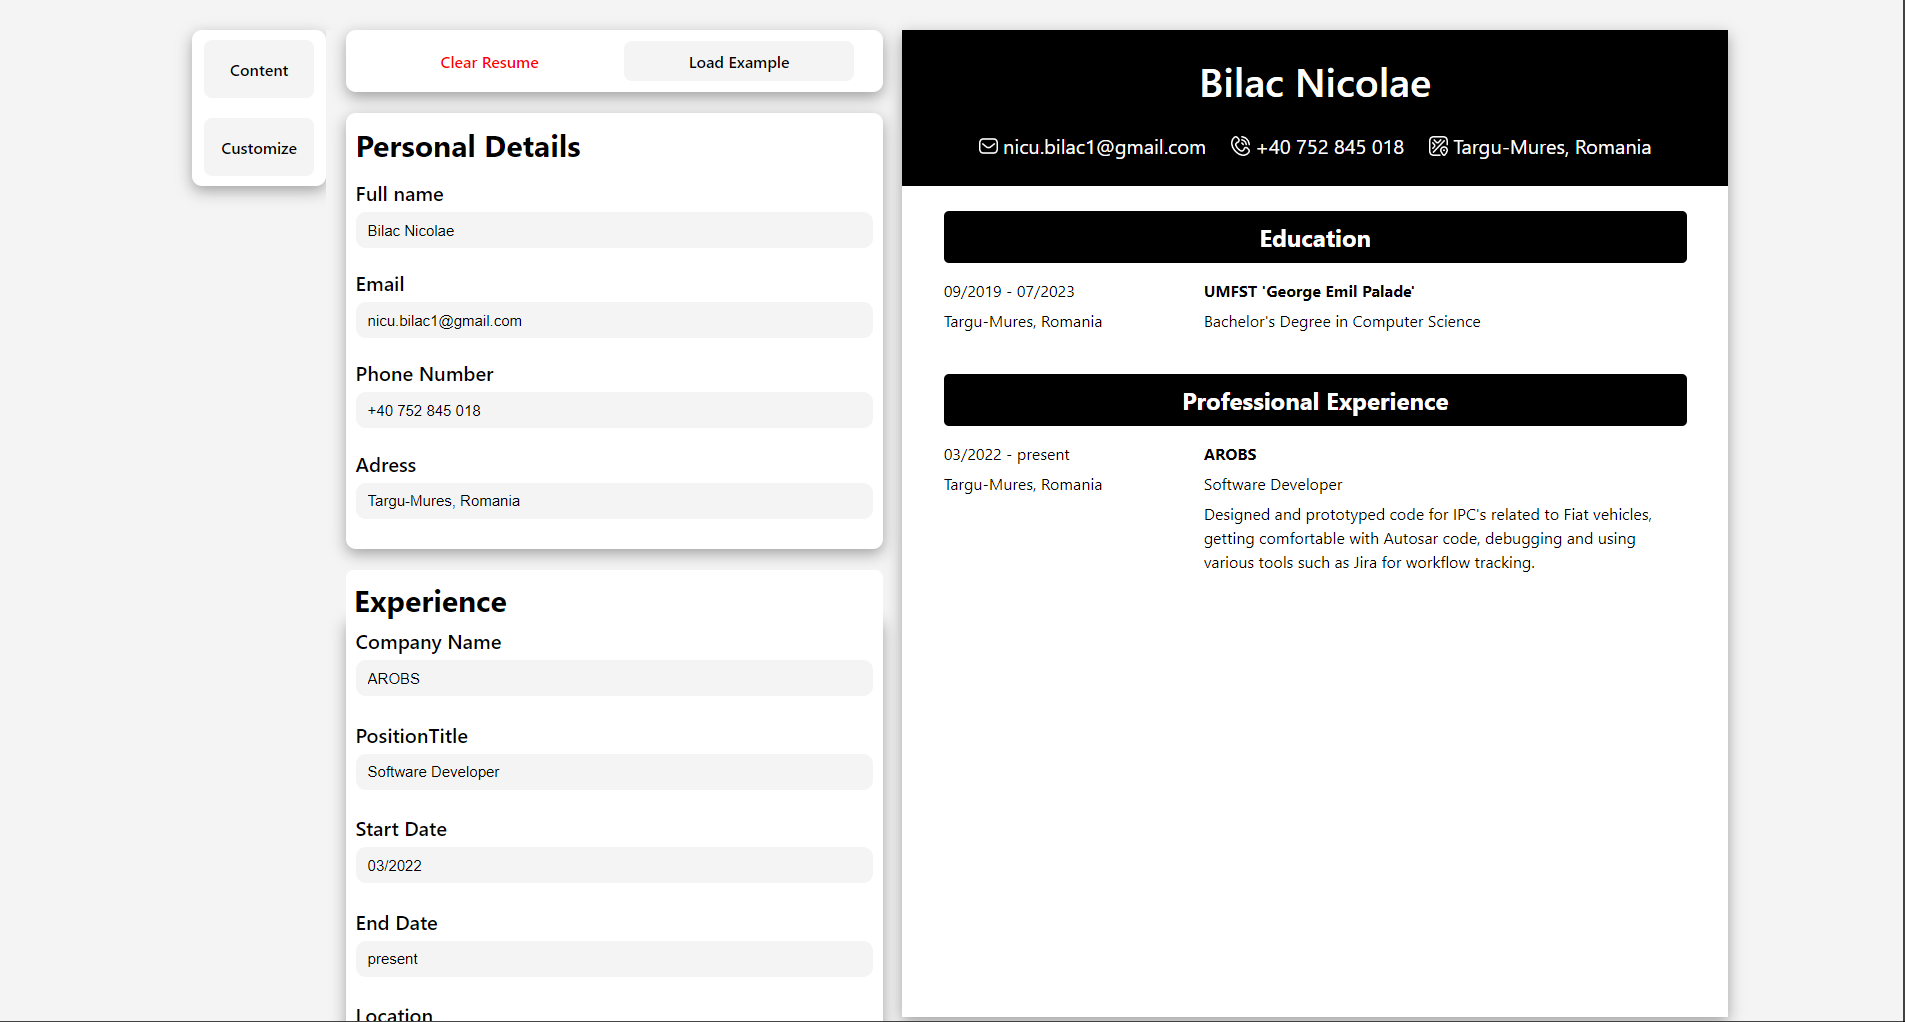 Content
Customize
Clear Resume
Load Example
Personal Details
Full name
Bilac Nicolae
Email
nicu.bilac1@gmail.com
Phone Number
+40 752 845 018
Adress
Targu-Mures, Romania
Experience
Company Name
AROBS
PositionTitle
Software Developer
Start Date
03/2022
End Date
present
Location
Bilac Nicolae
nicu.bilac1@gmail.com +40 752 845 018 Targu-Mures, Romania
Education
09/2019 - 07/2023 UMFST 'George Emil Palade'
Targu-Mures, Romania Bachelor's Degree in Computer Science
Professional Experience
03/2022 - present AROBS
Targu-Mures, Romania Software Developer
Designed and prototyped code for IPC's related to Fiat vehicles,
getting comfortable with Autosar code, debugging and using
various tools such as Jira for workflow tracking.